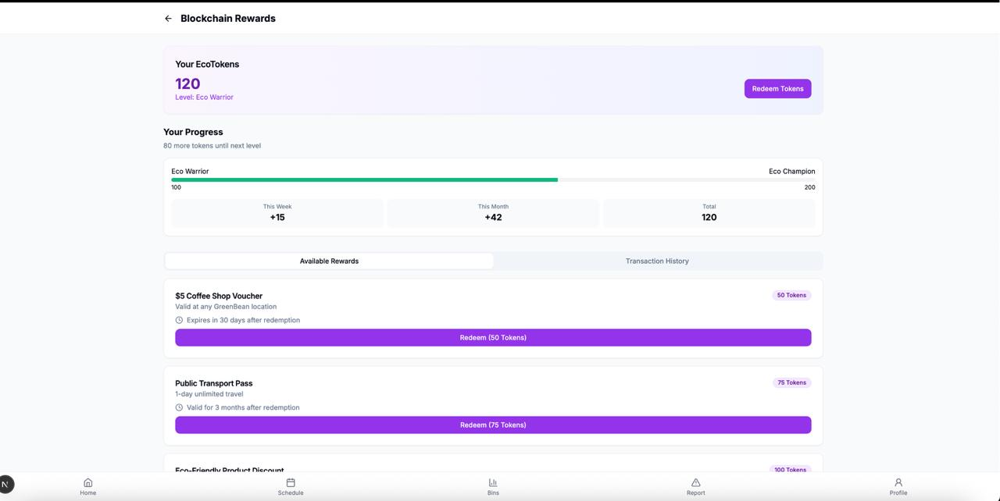 Blockchain Rewards
Your EcoTokens
120
Level: Eco Warrior
Redeem Tokens
Your Progress
80 more tokens until next level
Eco Warrior
Eco Champion
100
200
This Week
+15
This Month
+42
Total
120
Available Rewards
Transaction History
$5 Coffee Shop Voucher
50 Tokens
Valid at any GreenBean location
Expires in 30 days after redemption
Redeem (50 Tokens)
Public Transport Pass
75 Tokens
1-day unlimited travel
Valid for 3 months after redemption
Redeem (75 Tokens)
Eco-Friendly Product Discount
100 Tokens
N
Home
Schedule
Bins
Report
Profile